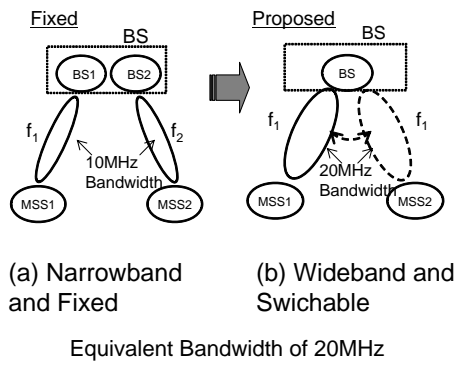 Fixed
BS
BS1 BS2
f1 f2
10MHz
Bandwidth
MSS1 MSS2
(a) Narrowband
and Fixed
Proposed
BS
BS
f1 f1
20MHz
Bandwidth
MSS1 MSS2
(b) Wideband and
Swichable
Equivalent Bandwidth of 20MHz